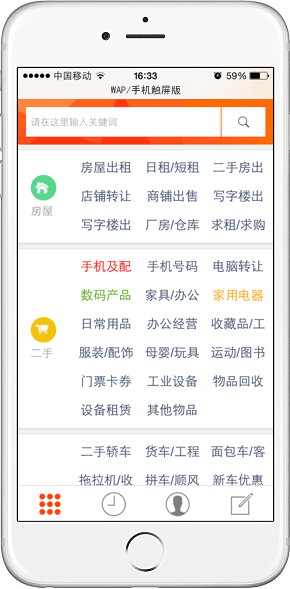 中国移动 16:33 59%
WAP/手机触屏版
请在这里输入关键词
房屋出租 日租/短租 二手房出
店铺转让 商铺出售 写字楼出
写字楼出 厂房/仓库 求租/求购
房屋
手机及配 手机号码 电脑转让
数码产品 家具/办公 家用电器
日常用品 办公经营 收藏品/工
服装/配饰 母婴/玩具 运动/图书
门票卡券 工业设备 物品回收
设备租赁 其他物品
二手
二手轿车 货车/工程 面包车/客
拖拉机/收 拼车/顺风 新车优惠